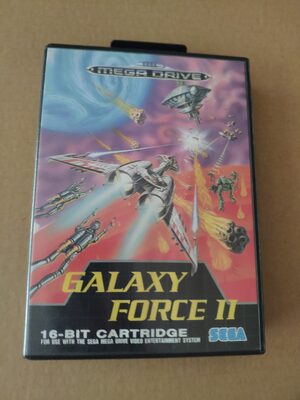 MEGA DRIVE
GALAXY
FORCE II
16-BIT CARTRIDGE
FOR USE WITH THE SEGA MEGA DRIVE VIDEO ENTERTAINMENT SYSTEM
SEGA